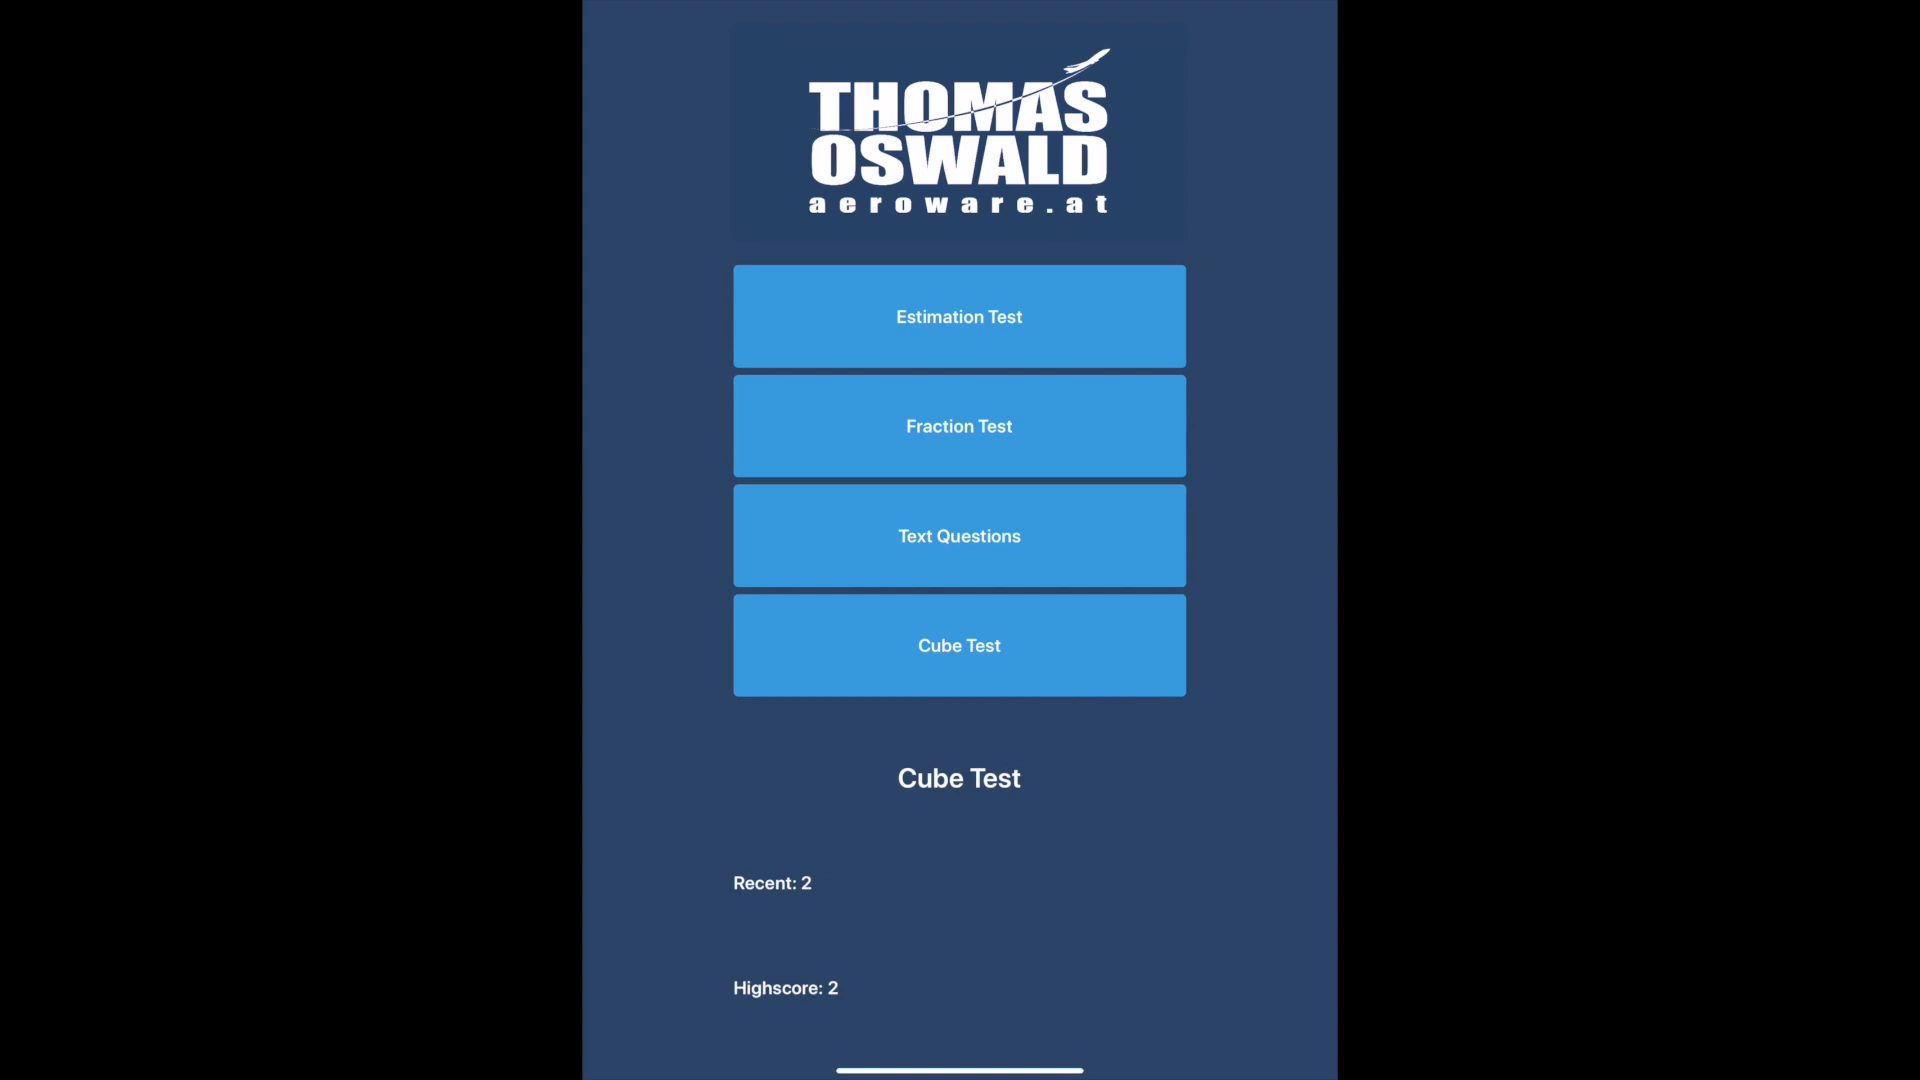 THOMAS
OSWALD
aeroware.at
Estimation Test
Fraction Test
Text Questions
Cube Test
Cube Test
Recent: 2
Highscore: 2